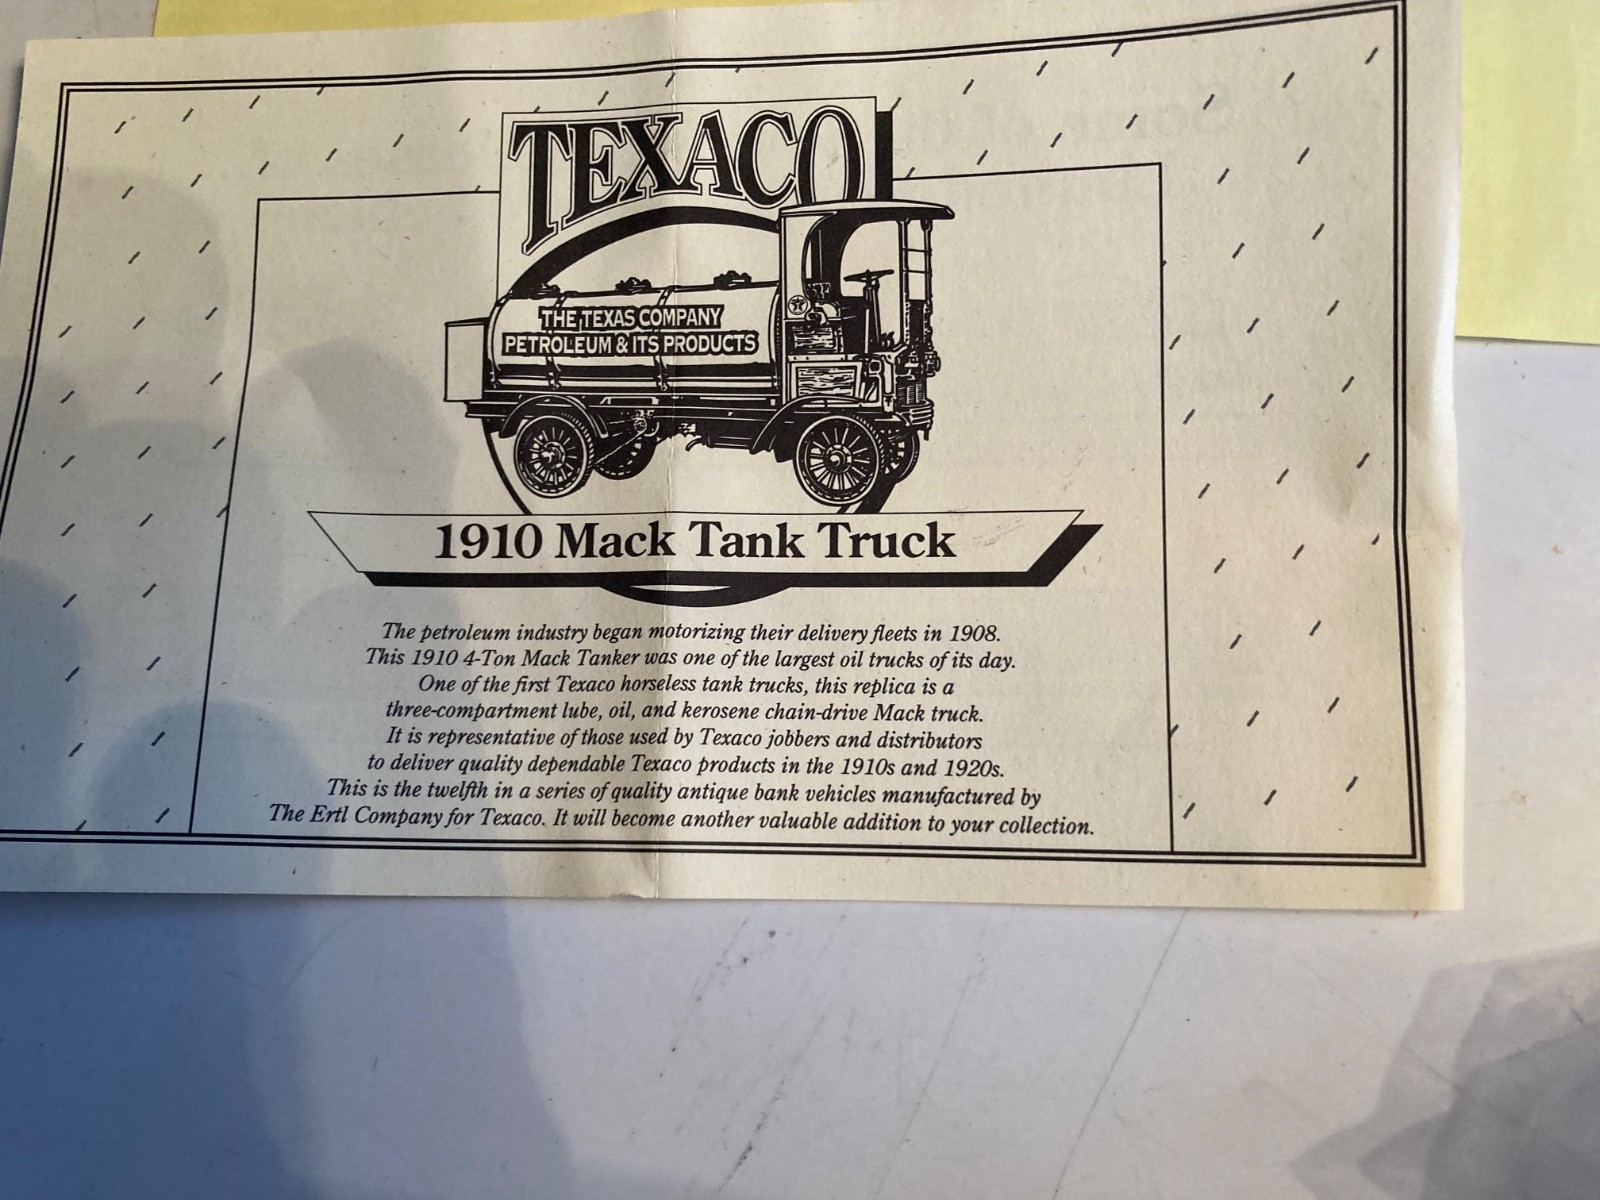 TEXACO
THE TEXAS COMPANY
PETROLEUM & ITS PRODUCTS
1910 Mack Tank Truck
The petroleum industry began motorizing their delivery fleets in 1908.
This 1910 4-Ton Mack Tanker was one of the largest oil trucks of its day.
One of the first Texaco horseless tank trucks, this replica is a
three-compartment lube, oil, and kerosene chain-drive Mack truck.
It is representative of those used by Texaco jobbers and distributors
to deliver quality dependable Texaco products in the 1910s and 1920s.
This is the twelfth in a series of quality antique bank vehicles manufactured by
The Ertl Company for Texaco. It will become another valuable addition to your collection.